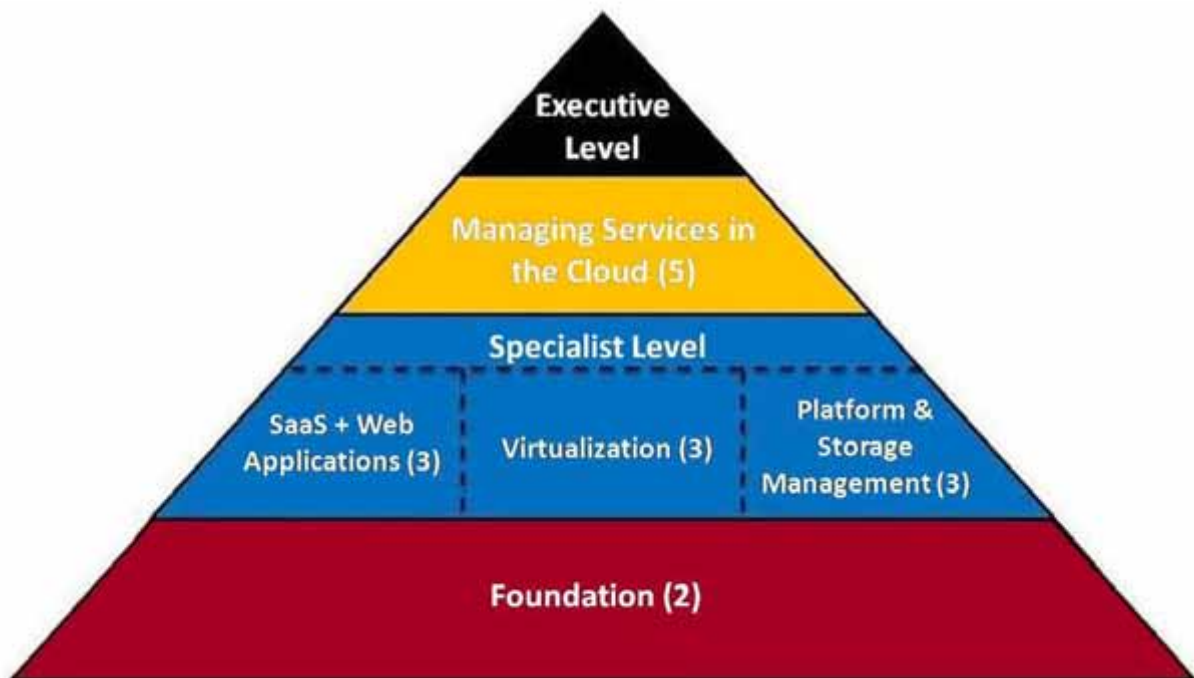 Executive
Level
Managing Services in
the Cloud (5)
Specialist Level
SaaS + Web
Applications (3)
Virtualization (3)
Platform &
Storage
Management (3)
Foundation (2)